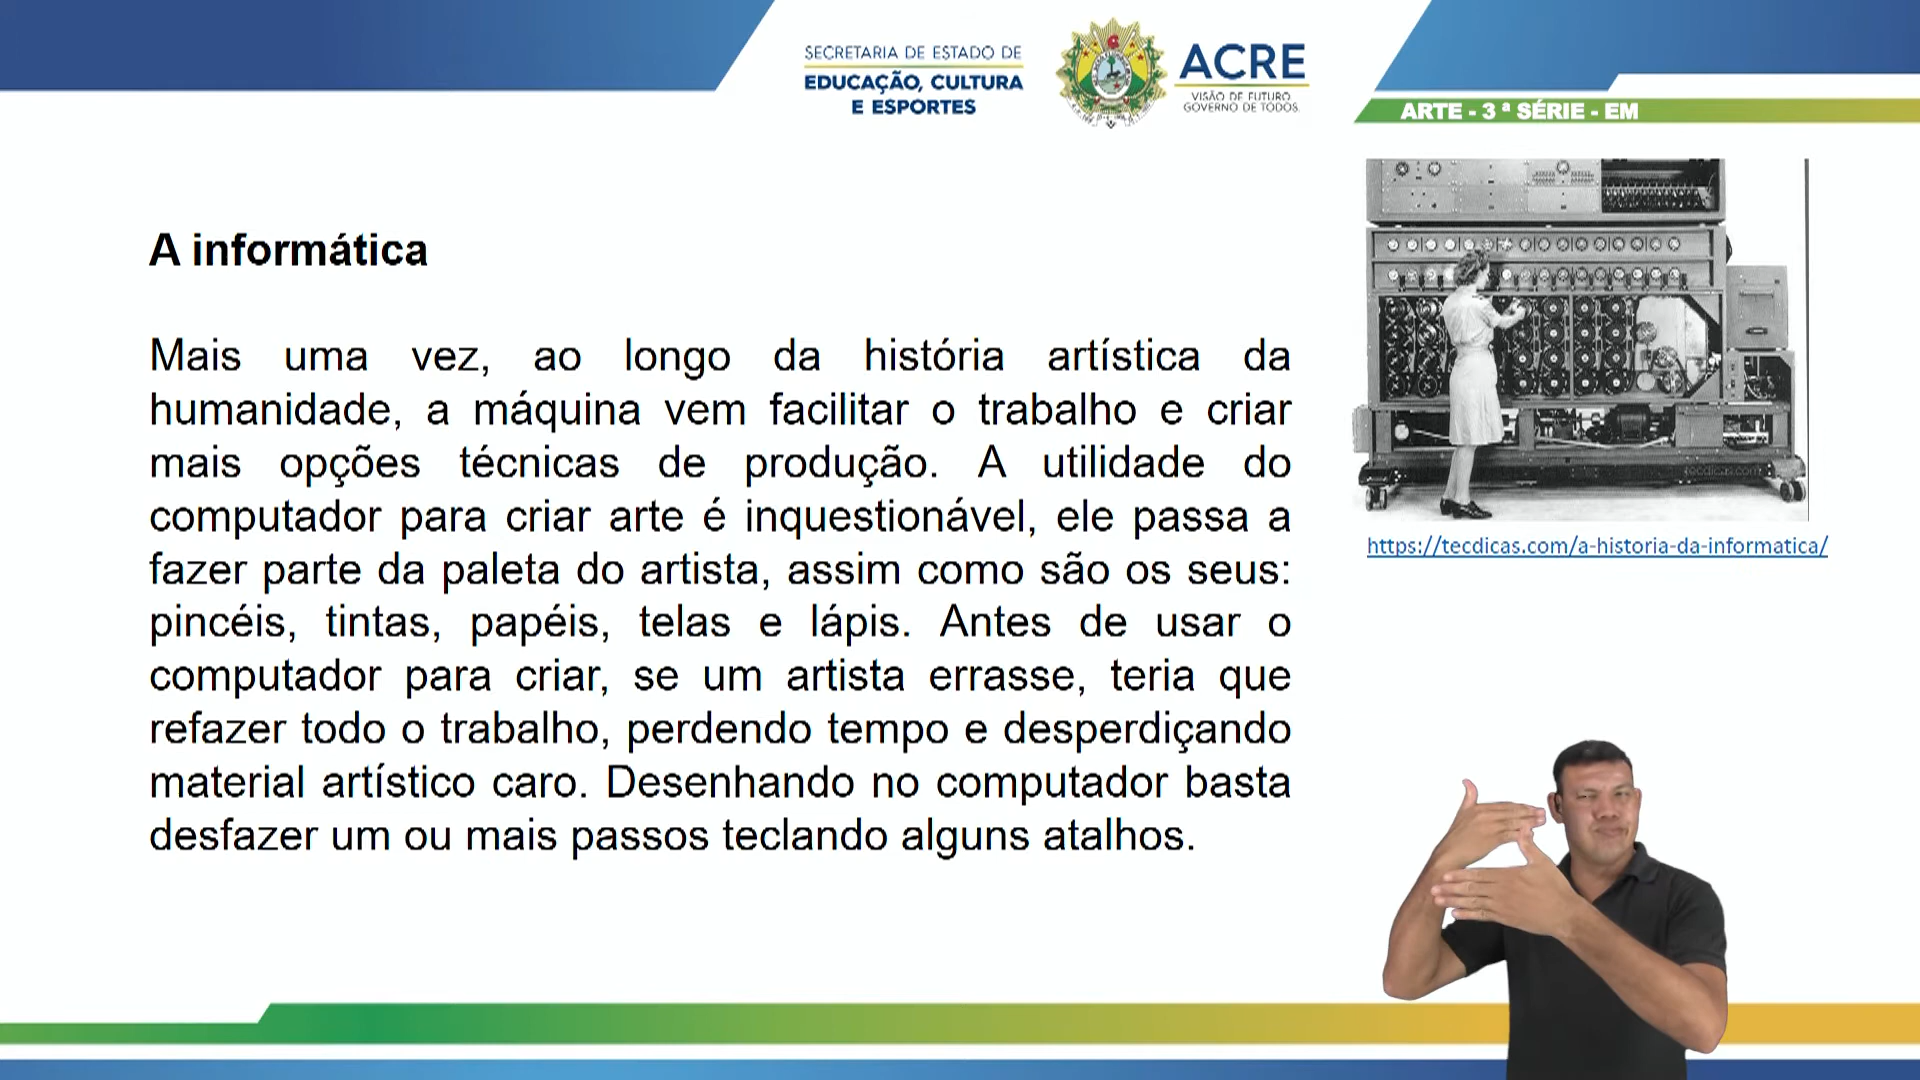 SECRETARIA DE ESTADO DE
EDUCAÇÃO, CULTURA
E ESPORTES
ACRE
VISÃO DE FUTURO
GOVERNO DE TODOS.
ARTE - 3 ª SÉRIE - EM
A informática
Mais uma vez, ao longo da história artística da
humanidade, a máquina vem facilitar o trabalho e criar
mais opções técnicas de produção. A utilidade do
computador para criar arte é inquestionável, ele passa a
fazer parte da paleta do artista, assim como são os seus:
pincéis, tintas, papéis, telas e lápis. Antes de usar o
computador para criar, se um artista errasse, teria que
refazer todo o trabalho, perdendo tempo e desperdiçando
material artístico caro. Desenhando no computador basta
desfazer um ou mais passos teclando alguns atalhos.
tecdicas.com
https://tecdicas.com/a-historia-da-informatica/